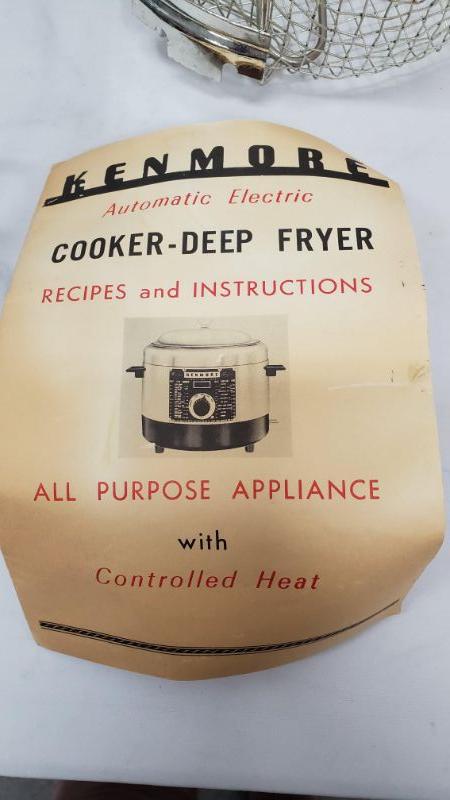 KENMORE
Automatic Electric
COOKER-DEEP FRYER
RECIPES and INSTRUCTIONS
KENMORE
ALL PURPOSE APPLIANCE
with
Controlled Heat